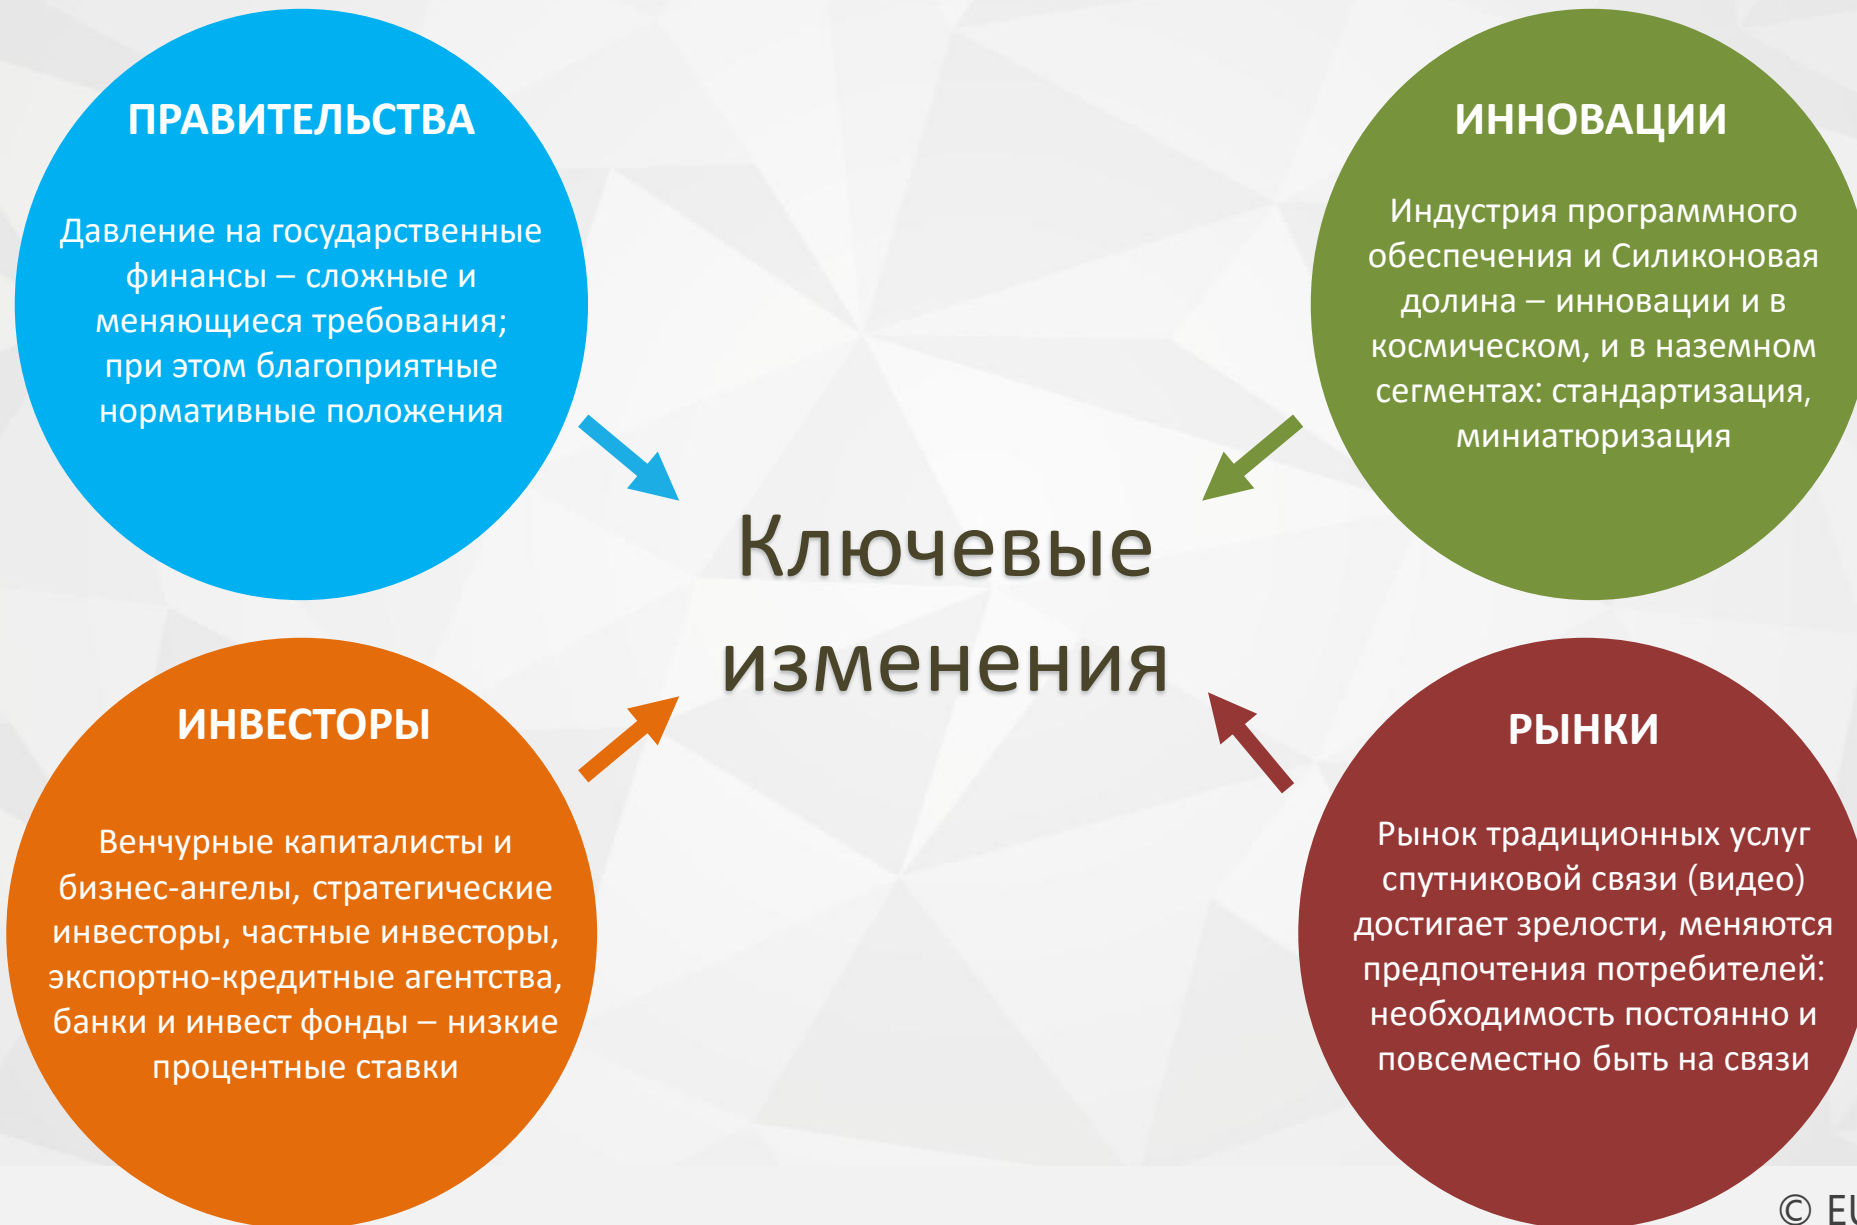 ПРАВИТЕЛЬСТВА
Давление на государственные
финансы – сложные и
меняющиеся требования;
при этом благоприятные
нормативные положения
ИННОВАЦИИ
Индустрия программного
обеспечения и Силиконовая
долина – инновации и в
космическом, и в наземном
сегментах: стандартизация,
миниатюризация
Ключевые
изменения
ИНВЕСТОРЫ
Венчурные капиталисты и
бизнес-ангелы, стратегические
инвесторы, частные инвесторы,
экспортно-кредитные агентства,
банки и инвест фонды – низкие
процентные ставки
РЫНКИ
Рынок традиционных услуг
спутниковой связи (видео)
достигает зрелости, меняются
предпочтения потребителей:
необходимость постоянно и
повсеместно быть на связи
©